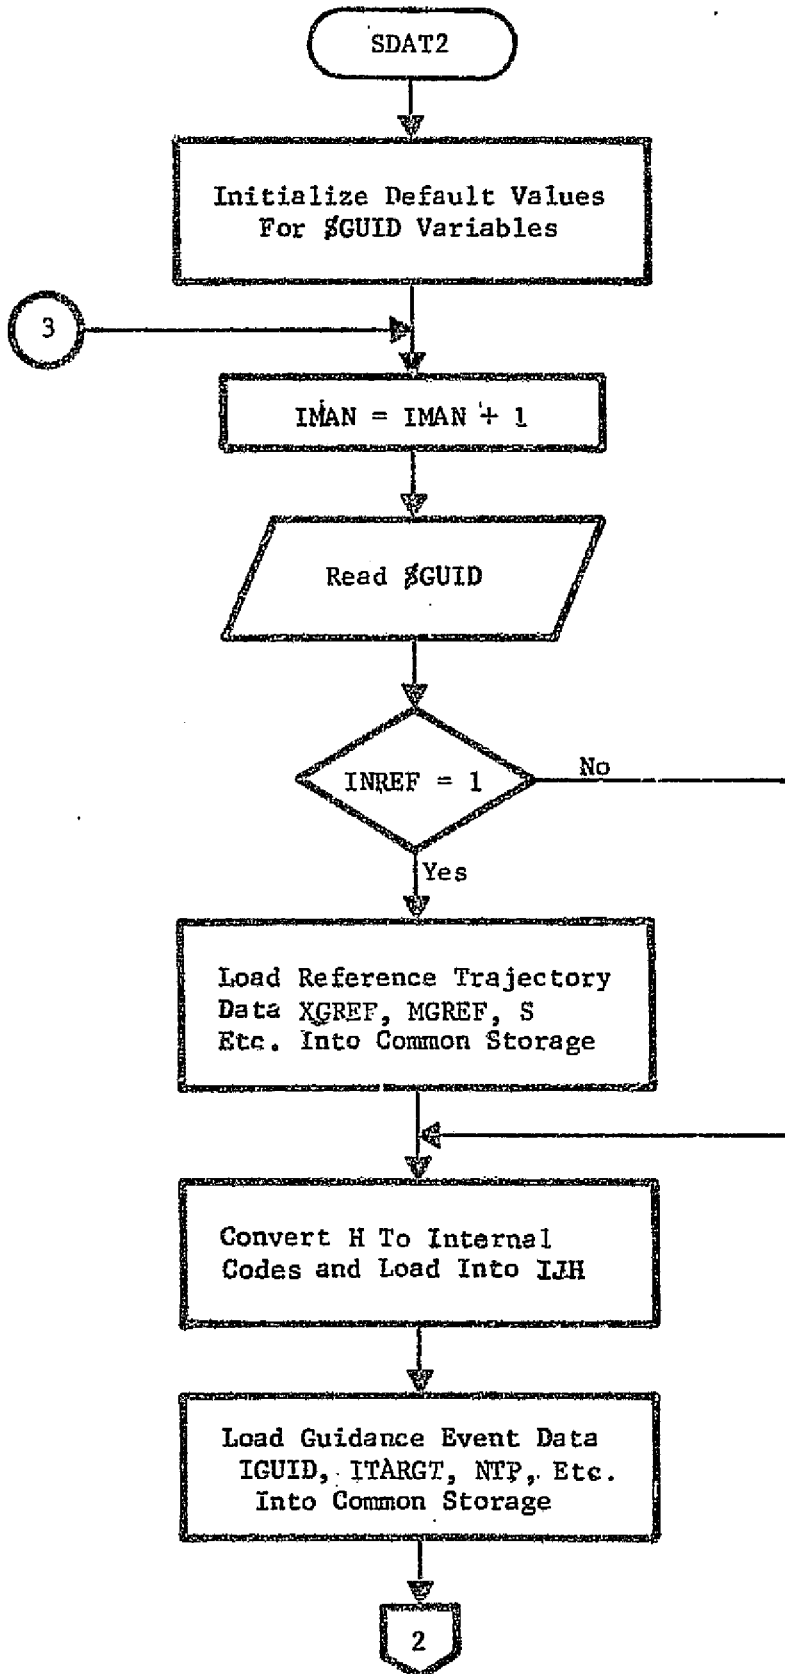 SDAT2
Initialize Default Values
For $GUID Variables
3
IMAN = IMAN + 1
Read $GUID
INREF = 1
No
Yes
Load Reference Trajectory
Data XGREF, MGREF, S
Etc. Into Common Storage
Convert H To Internal
Codes and Load Into IJH
Load Guidance Event Data
IGUID, ITARGT, NTP, Etc.
Into Common Storage
2